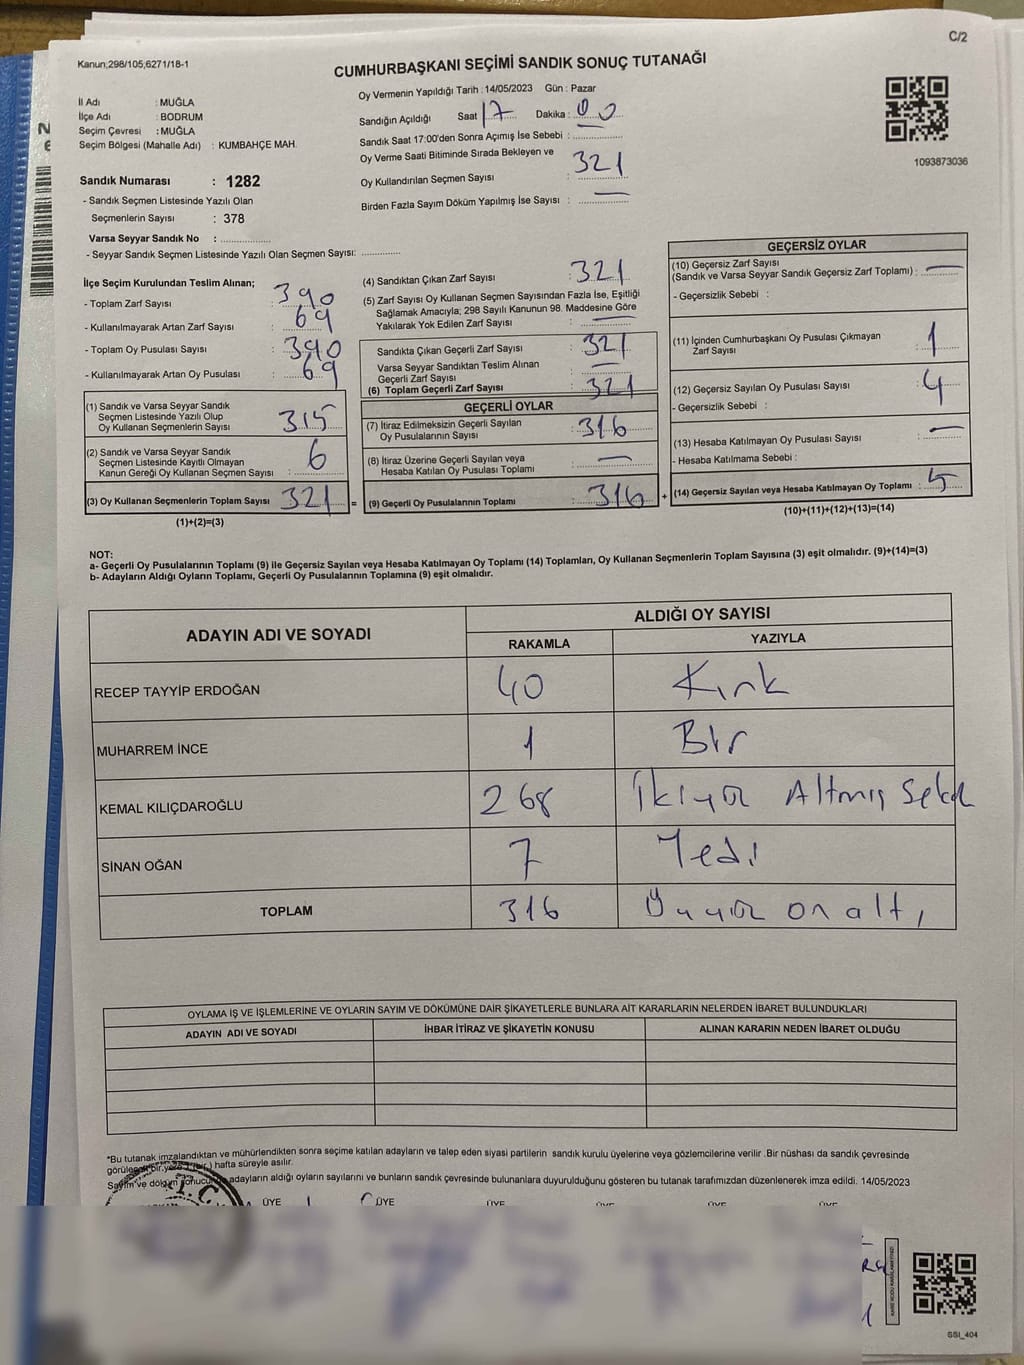 C/2
Kanun;298/105;6271/18-1
CUMHURBAŞKANI SEÇİMİ SANDIK SONUÇ TUTANAĞI
İl Adı : MUĞLA
İlçe Adı : BODRUM
Seçim Çevresi : MUĞLA
Seçim Bölgesi (Mahalle Adı) : KUMBAHÇE MAH.
Sandık Numarası : 1282
- Sandık Seçmen Listesinde Yazılı Olan
Seçmenlerin Sayısı : 378
Varsa Seyyar Sandık No : ....................
- Seyyar Sandık Seçmen Listesinde Yazılı Olan Seçmen Sayısı: ...............
Oy Vermenin Yapıldığı Tarih : 14/05/2023 Gün : Pazar
Sandığın Açıldığı Saat : 17 Dakika : 00
Sandık Saat 17:00'den Sonra Açımış İse Sebebi : ...............
Oy Verme Saati Bitiminde Sırada Bekleyen ve
Oy Kullandırılan Seçmen Sayısı : 321
Birden Fazla Sayım Döküm Yapılmış İse Sayısı : —
1093873036
İlçe Seçim Kurulundan Teslim Alınan;
- Toplam Zarf Sayısı : 390
- Kullanılmayarak Artan Zarf Sayısı : 69
- Toplam Oy Pusulası Sayısı : 390
- Kullanılmayarak Artan Oy Pusulası : 69
(1) Sandık ve Varsa Seyyar Sandık
Seçmen Listesinde Yazılı Olup
Oy Kullanan Seçmenlerin Sayısı : 315
(2) Sandık ve Varsa Seyyar Sandık
Seçmen Listesinde Kayıtlı Olmayan
Kanun Gereği Oy Kullanan Seçmen Sayısı : 6
(3) Oy Kullanan Seçmenlerin Toplam Sayısı 321 =
(1)+(2)=(3)
(4) Sandıktan Çıkan Zarf Sayısı : 321
(5) Zarf Sayısı Oy Kullanan Seçmen Sayısından Fazla İse, Eşitliği
Sağlamak Amacıyla; 298 Sayılı Kanunun 98. Maddesine Göre
Yakılarak Yok Edilen Zarf Sayısı : —
Sandıkta Çıkan Geçerli Zarf Sayısı : 321
Varsa Seyyar Sandıktan Teslim Alınan
Geçerli Zarf Sayısı : —
(6) Toplam Geçerli Zarf Sayısı : 321
GEÇERLİ OYLAR
(7) İtiraz Edilmeksizin Geçerli Sayılan
Oy Pusulalarının Sayısı : 316
(8) İtiraz Üzerine Geçerli Sayılan veya
Hesaba Katılan Oy Pusulası Toplamı : —
(9) Geçerli Oy Pusulalarının Toplamı : 316 +
GEÇERSİZ OYLAR
(10) Geçersiz Zarf Sayısı
(Sandık ve Varsa Seyyar Sandık Geçersiz Zarf Toplamı) : —
- Geçersizlik Sebebi :
(11) İçinden Cumhurbaşkanı Oy Pusulası Çıkmayan
Zarf Sayısı : 1
(12) Geçersiz Sayılan Oy Pusulası Sayısı : 4
- Geçersizlik Sebebi :
(13) Hesaba Katılmayan Oy Pusulası Sayısı : —
- Hesaba Katılmama Sebebi :
(14) Geçersiz Sayılan veya Hesaba Katılmayan Oy Toplamı : 5
(10)+(11)+(12)+(13)=(14)
NOT:
a- Geçerli Oy Pusulalarının Toplamı (9) ile Geçersiz Sayılan veya Hesaba Katılmayan Oy Toplamı (14) Toplamları, Oy Kullanan Seçmenlerin Toplam Sayısına (3) eşit olmalıdır. (9)+(14)=(3)
b- Adayların Aldığı Oyların Toplamı, Geçerli Oy Pusulalarının Toplamına (9) eşit olmalıdır.
ADAYIN ADI VE SOYADI ALDIĞI OY SAYISI
RAKAMLA YAZIYLA
RECEP TAYYİP ERDOĞAN 40 Kırk
MUHARREM İNCE 1 Bir
KEMAL KILIÇDAROĞLU 268 İkiyüz Altmış Sekiz
SİNAN OĞAN 7 Yedi
TOPLAM 316 Üçyüz on altı
OYLAMA İŞ VE İŞLEMLERİNE VE OYLARIN SAYIM VE DÖKÜMÜNE DAİR ŞİKAYETLERLE BUNLARA AİT KARARLARIN NELERDEN İBARET BULUNDUKLARI
ADAYIN ADI VE SOYADI İHBAR İTİRAZ VE ŞİKAYETİN KONUSU ALINAN KARARIN NEDEN İBARET OLDUĞU
*Bu tutanak imzalandıktan ve mühürlendikten sonra seçime katılan adayların ve talep eden siyasi partilerin sandık kurulu üyelerine veya gözlemcilerine verilir .Bir nüshası da sandık çevresinde
görülecek bir yere 1 (bir ) hafta süreyle asılır.
Sayım ve döküm sonucunda adayların aldığı oyların sayılarını ve bunların sandık çevresinde bulunanlara duyurulduğunu gösteren bu tutanak tarafımızdan düzenlenerek imza edildi. 14/05/2023
T.C.
ÜYE ÜYE ÜYE ÜYE ÜYE ÜYE
GSI_404